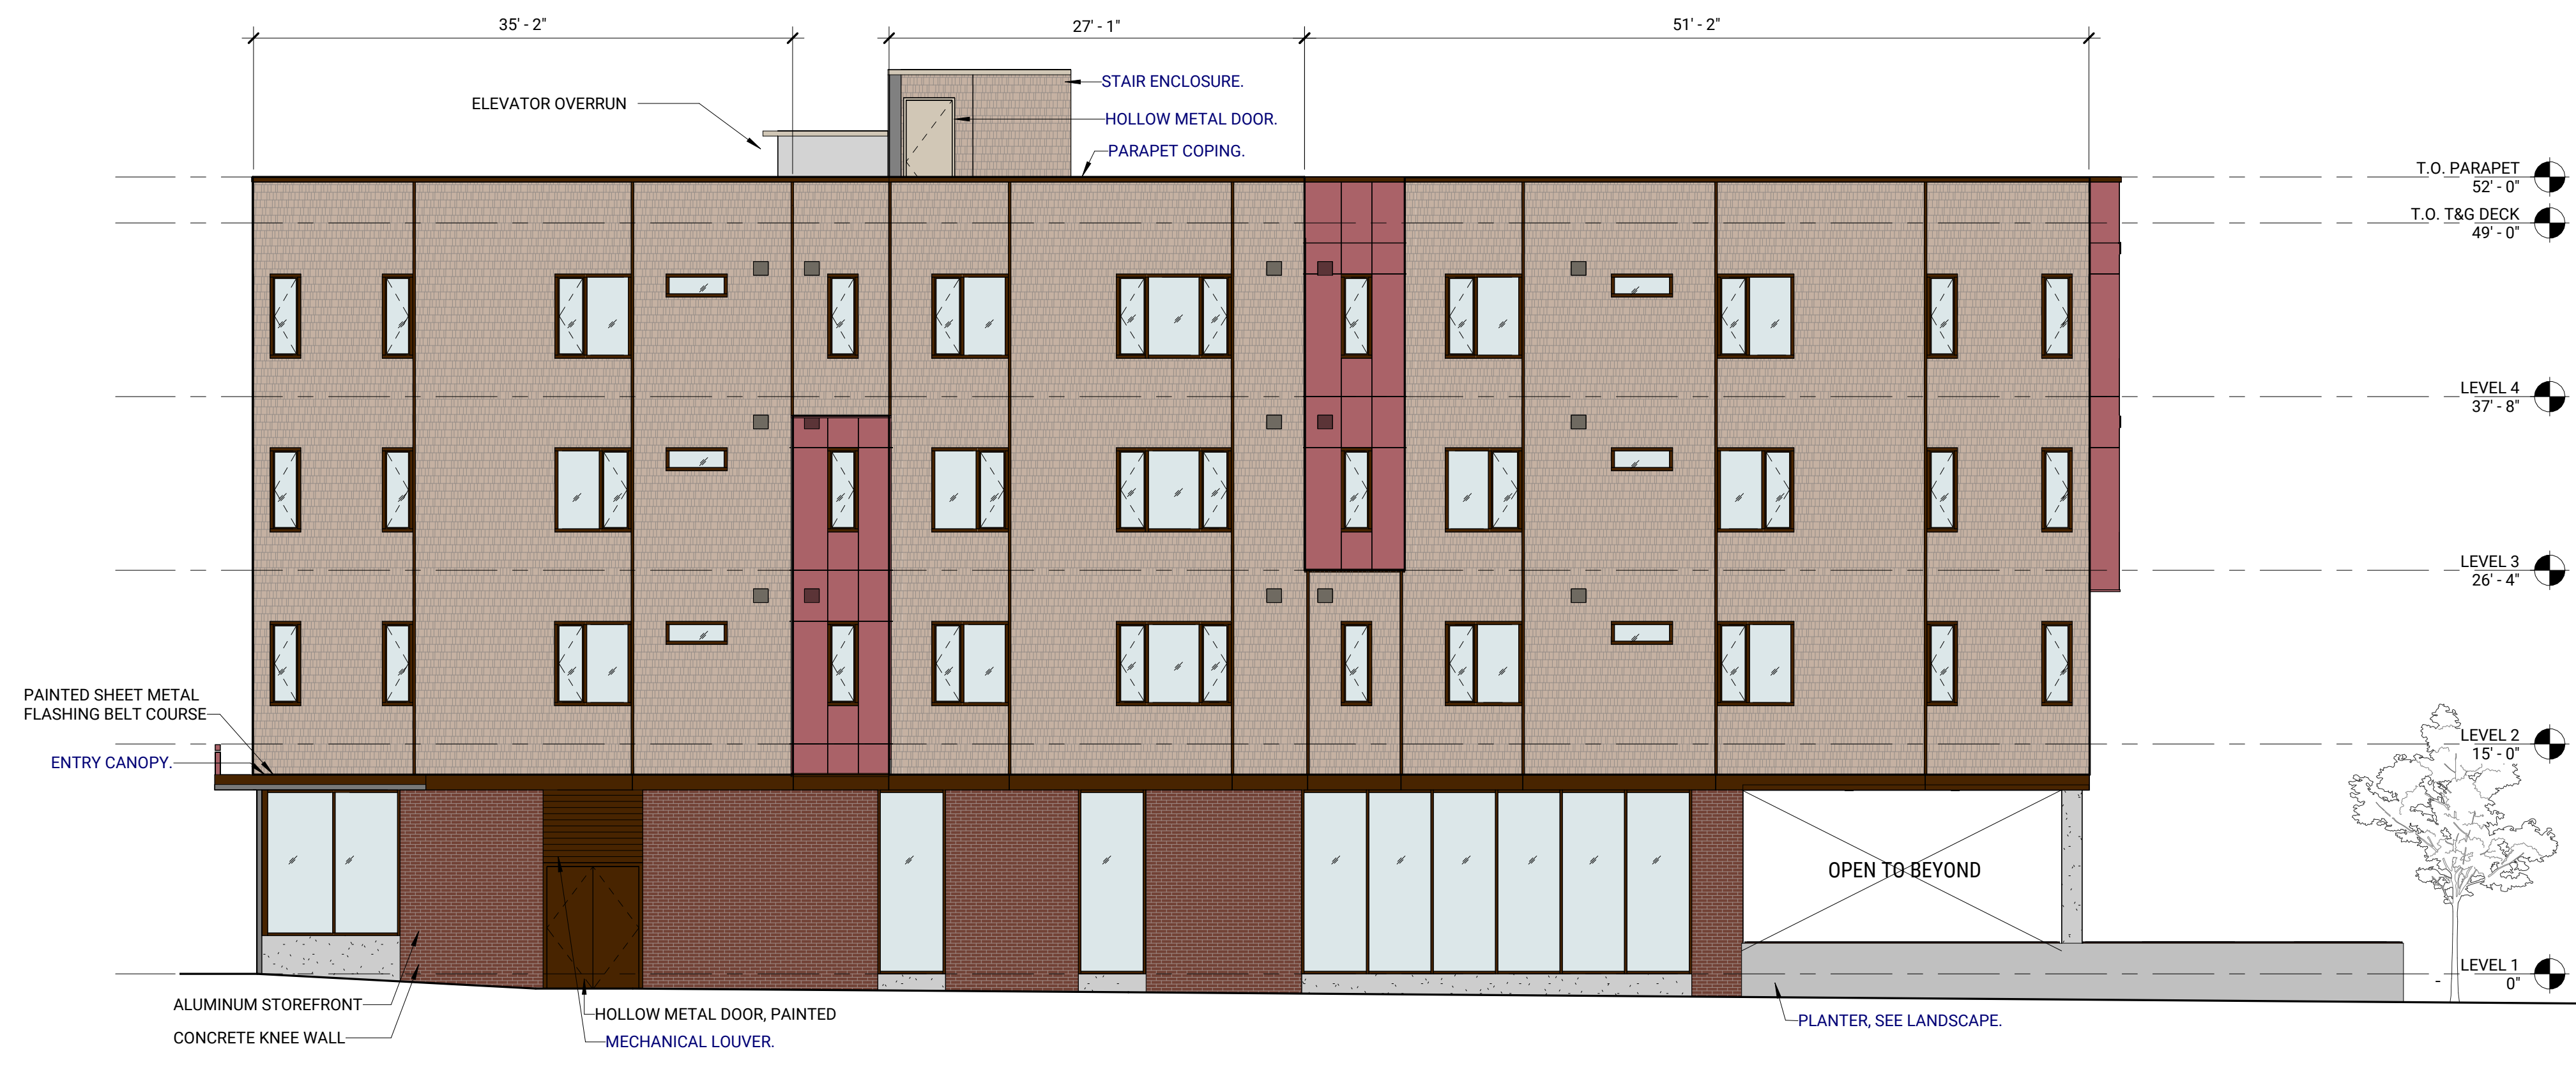 35' - 2"
27' - 1"
51' - 2"
STAIR ENCLOSURE.
ELEVATOR OVERRUN
HOLLOW METAL DOOR.
PARAPET COPING.
T.O. PARAPET
52' - 0"
T.O. T&G DECK
49' - 0"
LEVEL 4
37' - 8"
LEVEL 3
26' - 4"
PAINTED SHEET METAL
FLASHING BELT COURSE
ENTRY CANOPY.
LEVEL 2
15' - 0"
OPEN TO BEYOND
LEVEL 1
0"
ALUMINUM STOREFRONT
CONCRETE KNEE WALL
HOLLOW METAL DOOR, PAINTED
MECHANICAL LOUVER.
PLANTER, SEE LANDSCAPE.